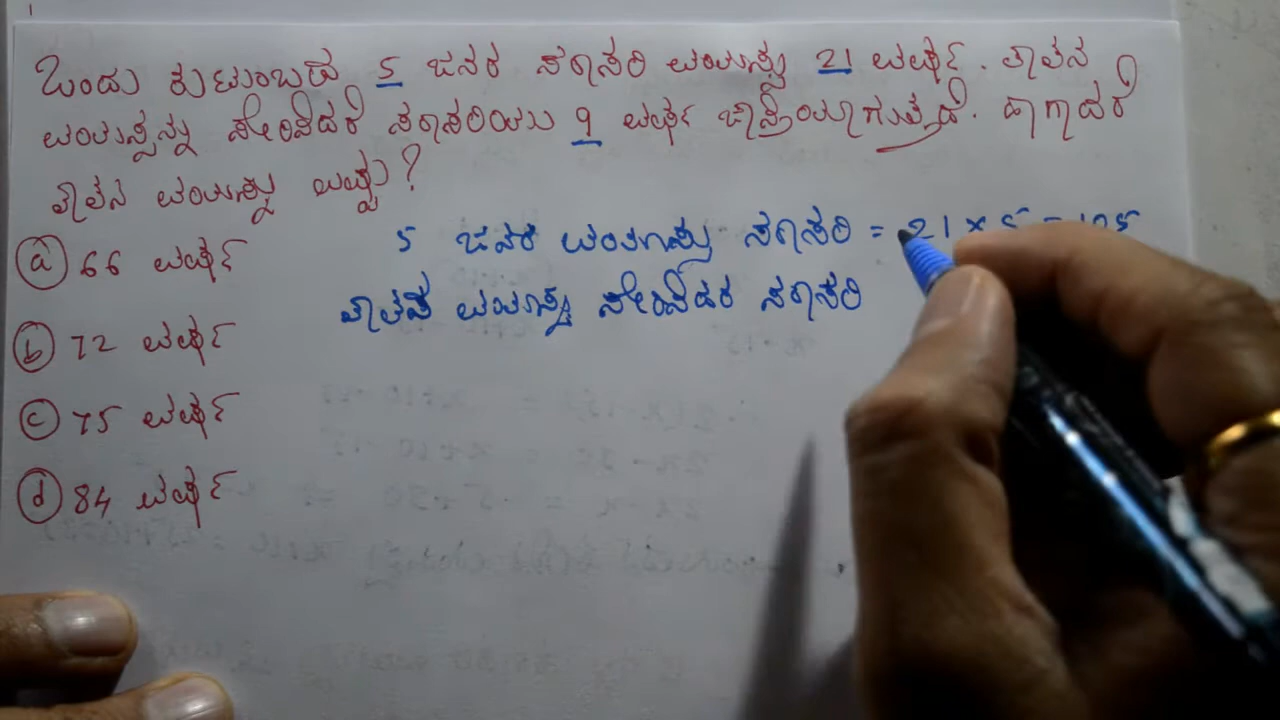 ಒಂದು ಕುಟುಂಬದ 5 ಜನರ ಸರಾಸರಿ ವಯಸ್ಸು 21 ವರ್ಷ. ತಾತನ
ವಯಸ್ಸನ್ನು ಸೇರಿಸಿದರೆ ಸರಾಸರಿಯು 9 ವರ್ಷ ಜಾಸ್ತಿಯಾಗುತ್ತದೆ. ಹಾಗಾದರೆ
ತಾತನ ವಯಸ್ಸು ಎಷ್ಟು?
5 ಜನರ ವಯಸ್ಸು ಸರಾಸರಿ = 21 × 5 = 105
ⓐ 66 ವರ್ಷ
ತಾತನ ವಯಸ್ಸು ಸೇರಿಸಿದರ ಸರಾಸರಿ
ⓑ 72 ವರ್ಷ
ⓒ 75 ವರ್ಷ
ⓓ 84 ವರ್ಷ